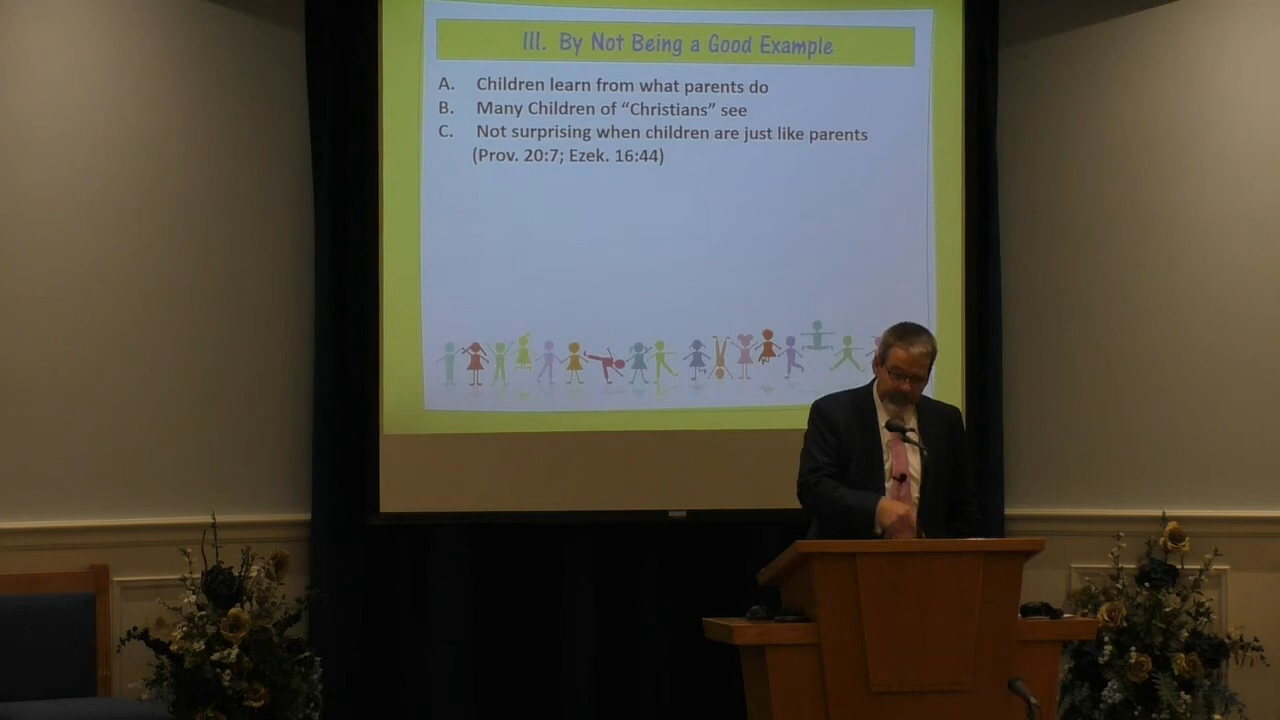 III. By Not Being a Good Example
A. Children learn from what parents do
B. Many Children of “Christians” see
C. Not surprising when children are just like parents
(Prov. 20:7; Ezek. 16:44)